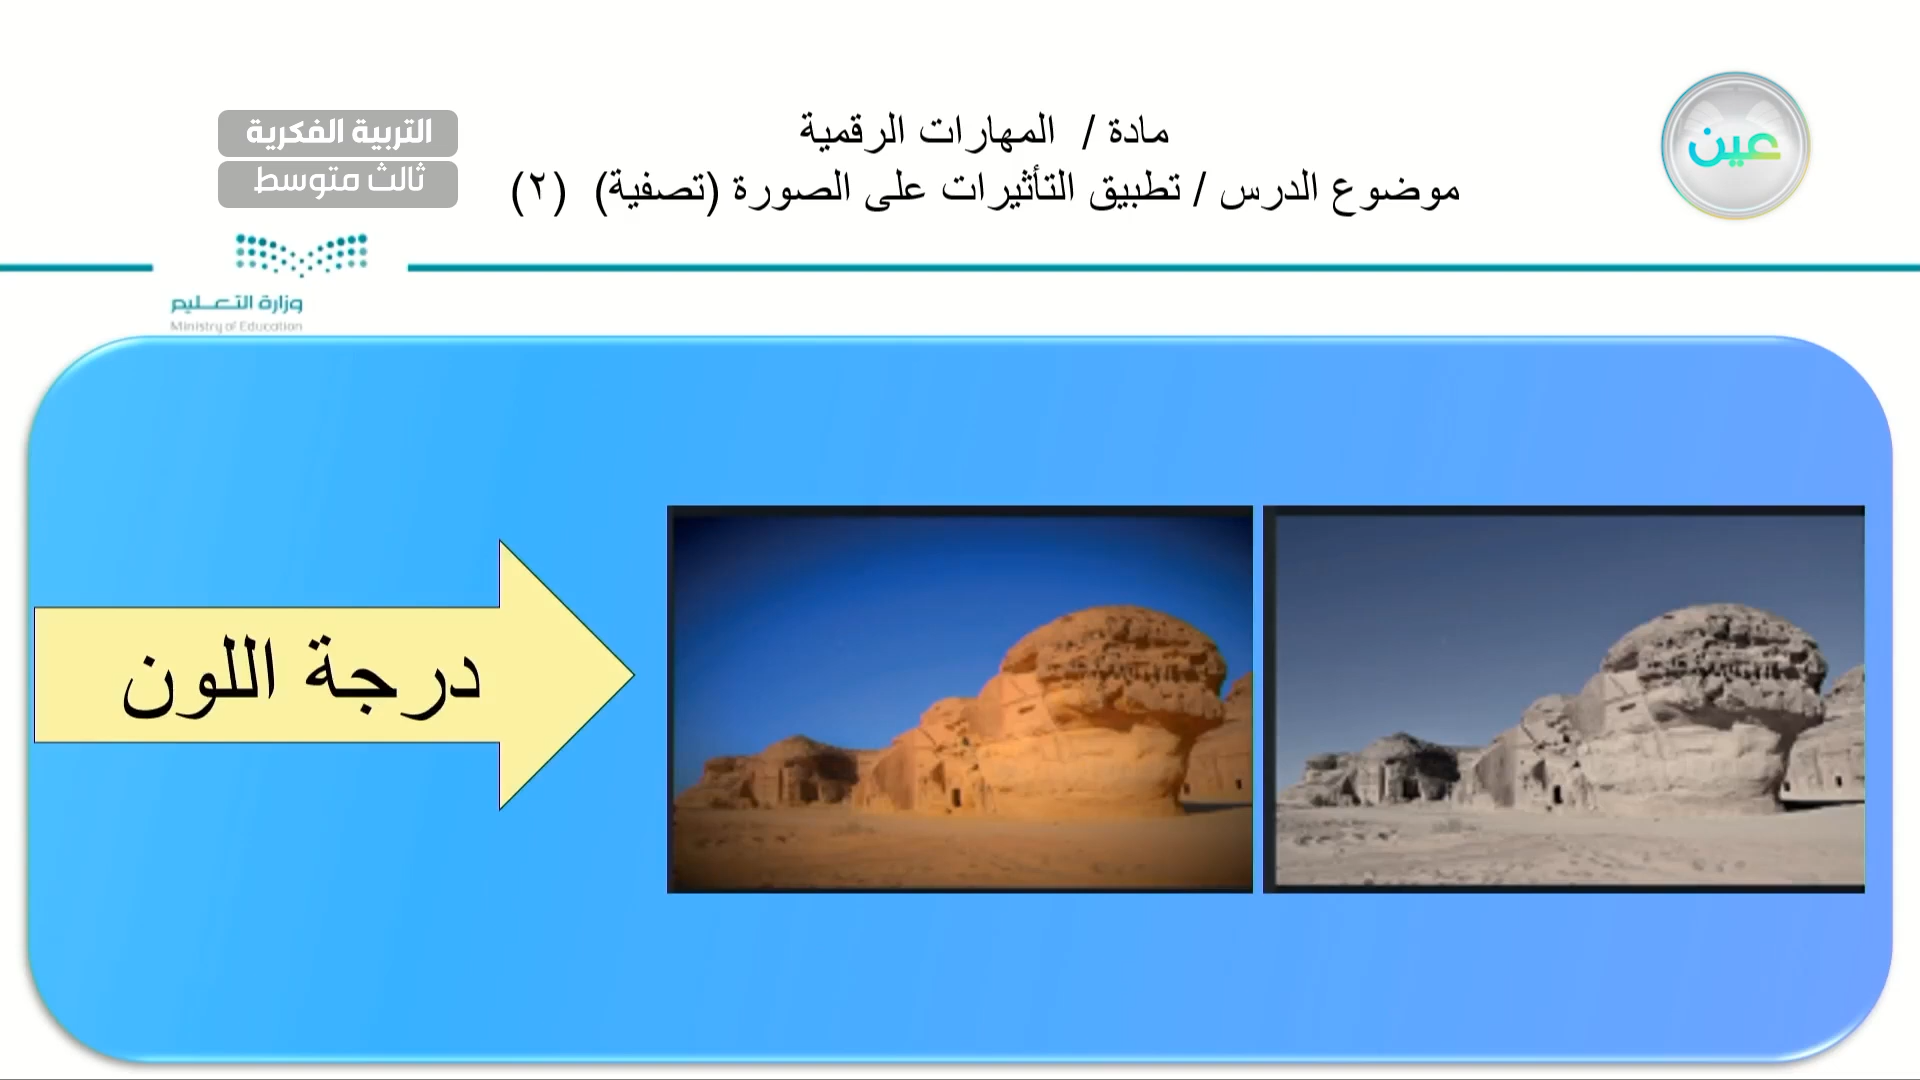 عين
مادة / المهارات الرقمية
موضوع الدرس / تطبيق التأثيرات على الصورة (تصفية) (٢)
التربية الفكرية
ثالث متوسط
وزارة التعـــليم
Ministry of Education
درجة اللون